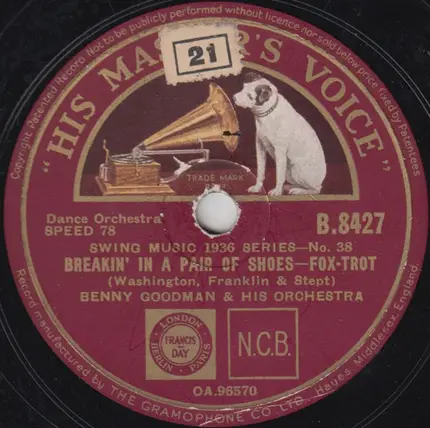 Copyright. Patented Record Not to be publicly performed without licence nor sold below price fixed by Patentees
"HIS MASTER'S VOICE"
21
TRADE MARK
Dance Orchestra
SPEED 78
B.8427
SWING MUSIC 1936 SERIES—No. 38
BREAKIN' IN A PAIR OF SHOES—FOX-TROT
(Washington, Franklin & Stept)
BENNY GOODMAN & HIS ORCHESTRA
LONDON
FRANCIS
DAY
BERLIN · PARIS
N.C.B.
OA.96570
Record manufactured by THE GRAMOPHONE CO LTD., Hayes Middlesex England.